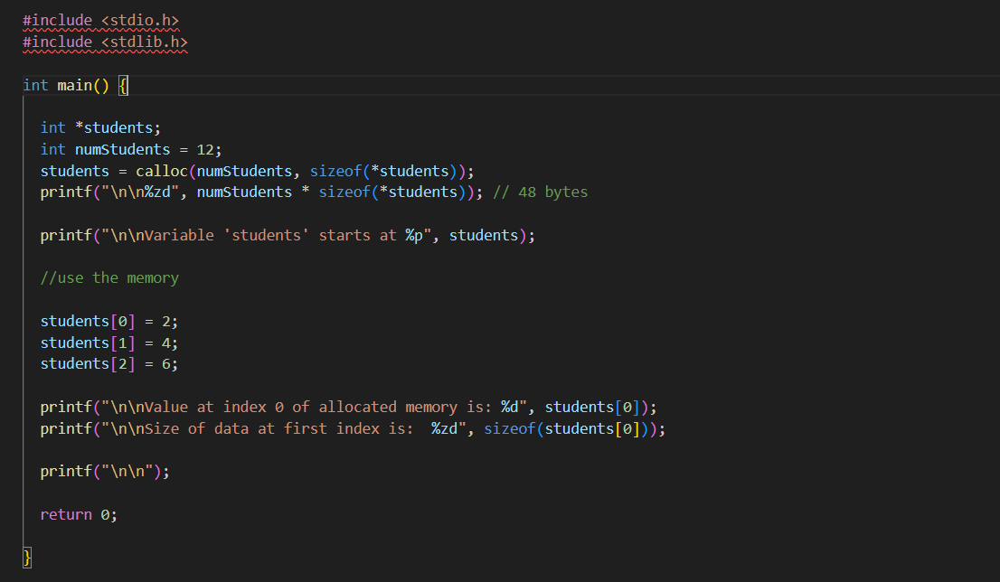 #include <stdio.h>
#include <stdlib.h>
int main() {
int *students;
int numStudents = 12;
students = calloc(numStudents, sizeof(*students));
printf("\n\n%zd", numStudents * sizeof(*students)); // 48 bytes
printf("\n\nVariable 'students' starts at %p", students);
//use the memory
students[0] = 2;
students[1] = 4;
students[2] = 6;
printf("\n\nValue at index 0 of allocated memory is: %d", students[0]);
printf("\n\nSize of data at first index is:  %zd", sizeof(students[0]));
printf("\n\n");
return 0;
}